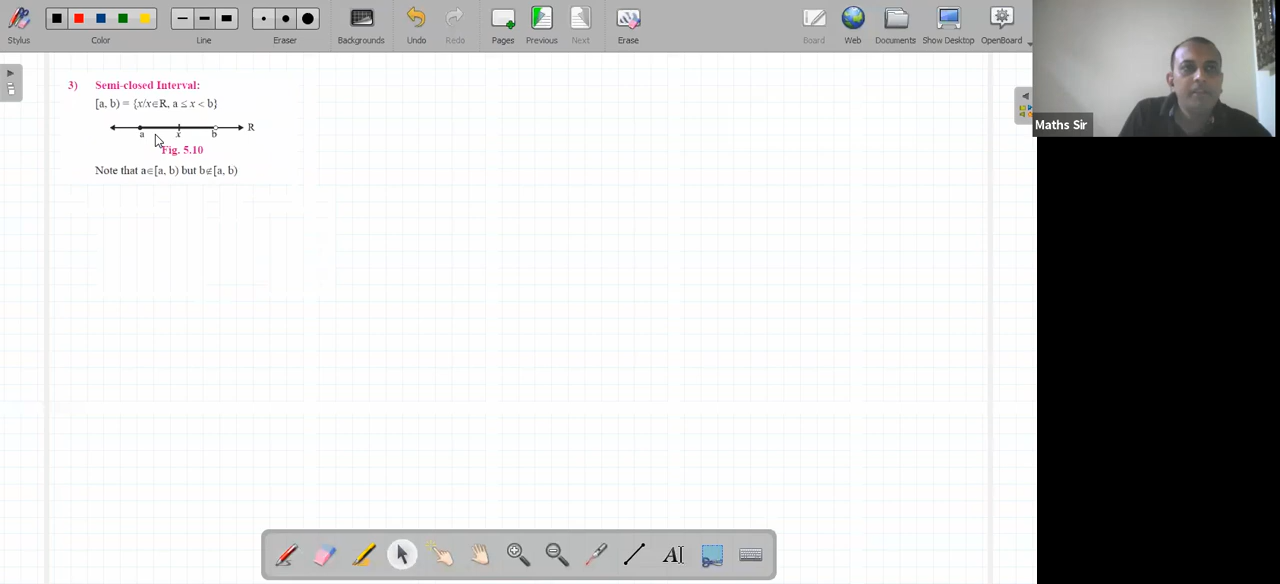 Stylus Color Line Eraser Backgrounds Undo Redo Pages Previous Next Erase Board Web Documents Show Desktop OpenBoard
3) Semi-closed Interval:
[a, b) = {x/x∈R, a ≤ x < b}
a x b R
Fig. 5.10
Note that a∈[a, b) but b∉[a, b)
Maths Sir